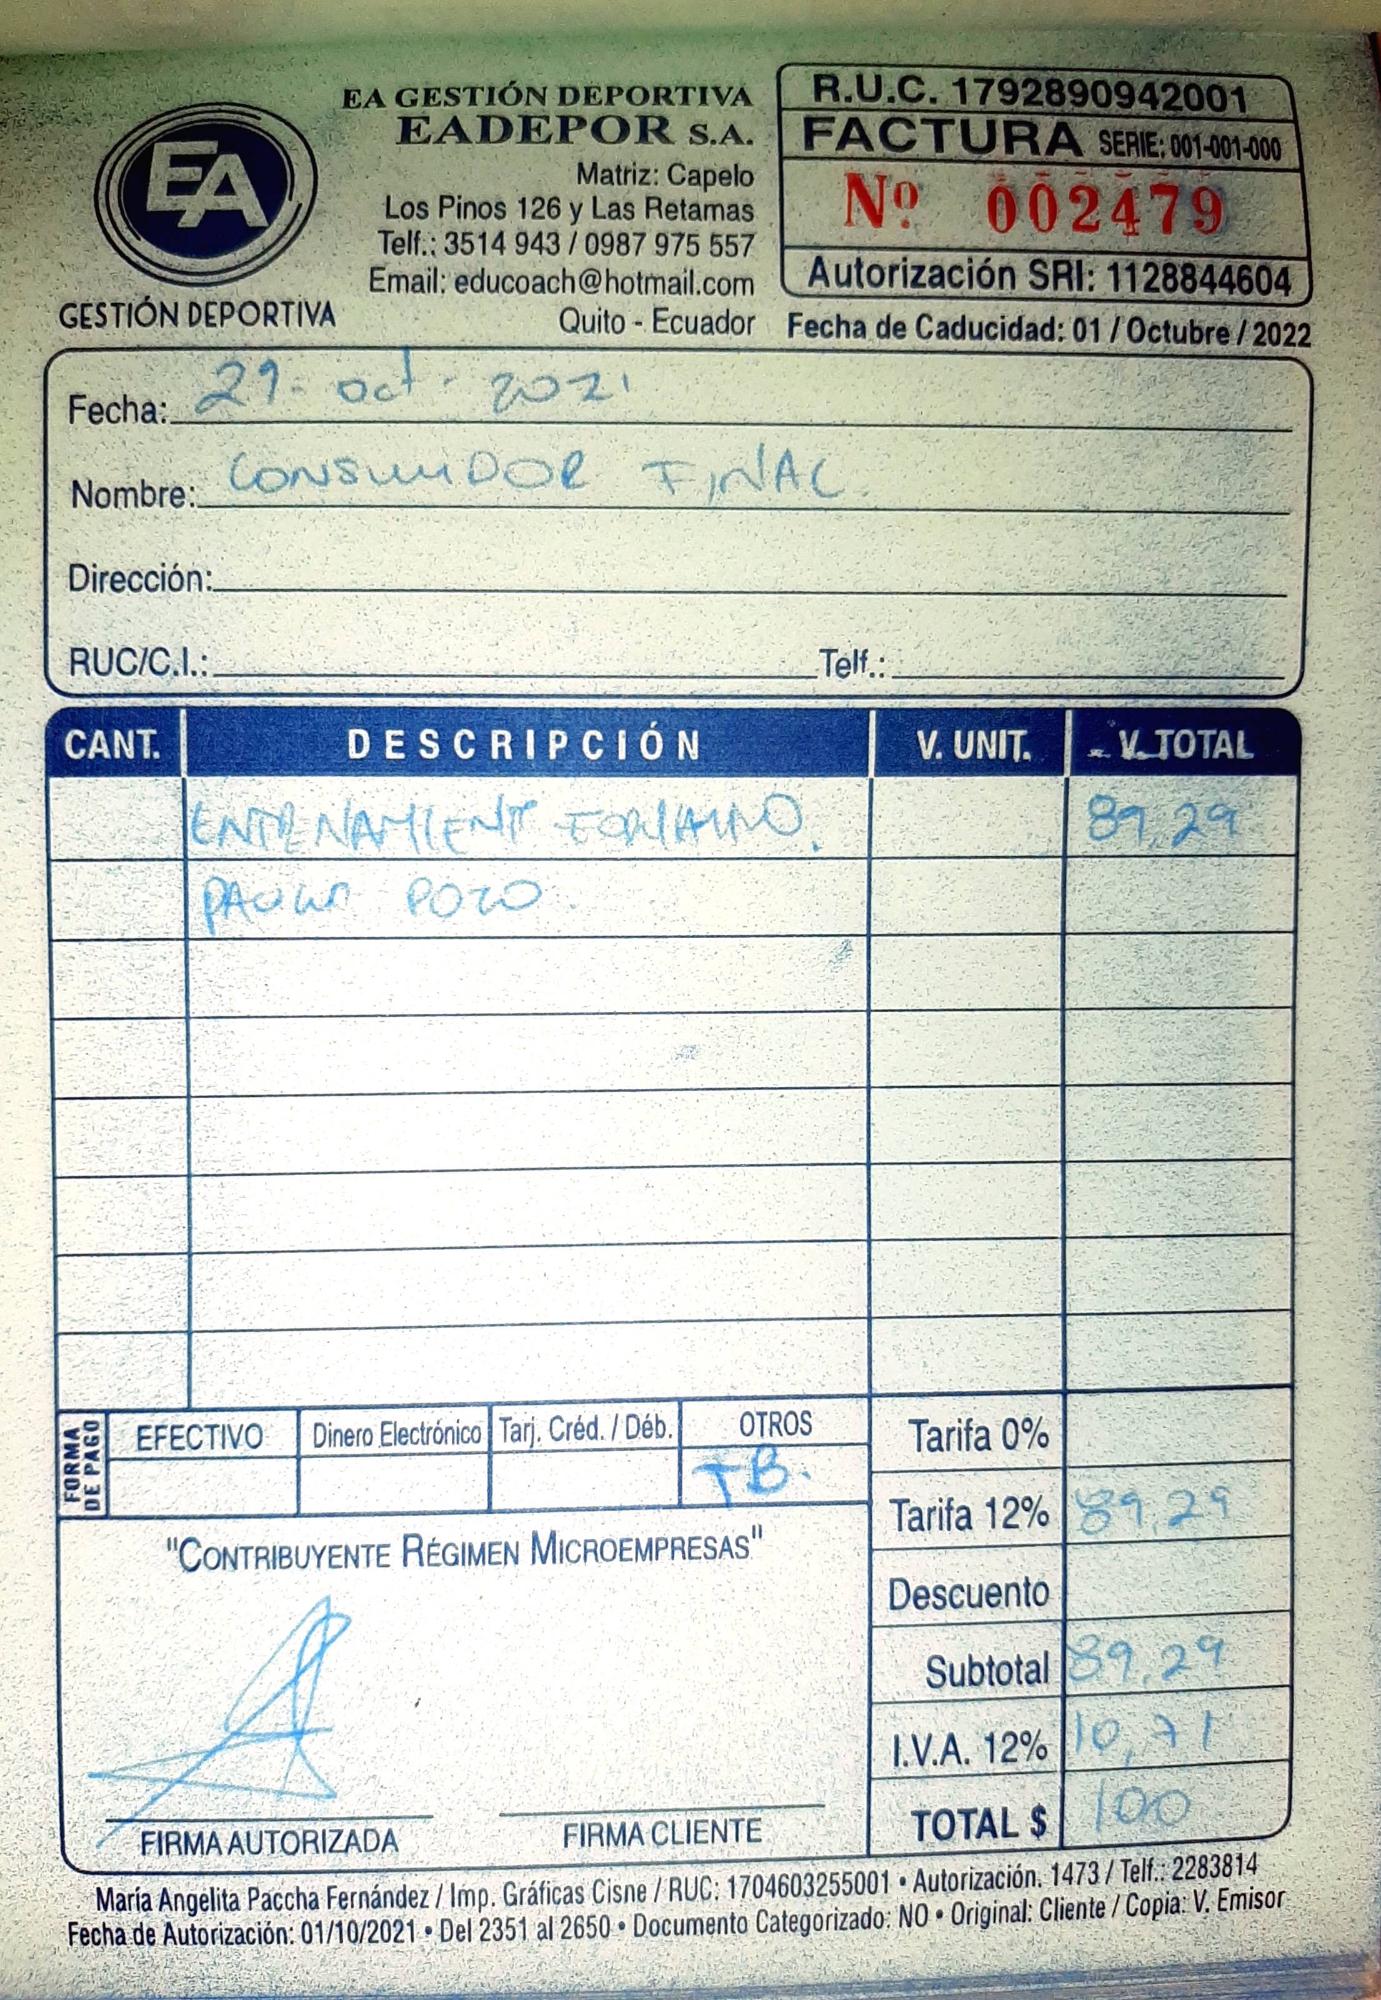 EA
GESTIÓN DEPORTIVA
EA GESTIÓN DEPORTIVA
EADEPOR S.A.
Matriz: Capelo
Los Pinos 126 y Las Retamas
Telf.: 3514 943 / 0987 975 557
Email: educoach@hotmail.com
Quito - Ecuador
R.U.C. 1792890942001
FACTURA SERIE: 001-001-000
Nº 002479
Autorización SRI: 1128844604
Fecha de Caducidad: 01 / Octubre / 2022
Fecha: 29 - oct - 2021
Nombre: CONSUMIDOR FINAL
Dirección:
RUC/C.I.: Telf.:
CANT. DESCRIPCIÓN V. UNIT. V. TOTAL
89,29
POZO
FORMA DE PAGO
EFECTIVO Dinero Electrónico Tarj. Créd. / Déb. OTROS
TB.
Tarifa 0%
Tarifa 12% 89,29
Descuento
Subtotal 89,29
I.V.A. 12% 10,71
TOTAL $ 100
"CONTRIBUYENTE RÉGIMEN MICROEMPRESAS"
FIRMA AUTORIZADA FIRMA CLIENTE
María Angelita Paccha Fernández / Imp. Gráficas Cisne / RUC: 1704603255001 • Autorización. 1473 / Telf.: 2283814
Fecha de Autorización: 01/10/2021 • Del 2351 al 2650 • Documento Categorizado: NO • Original: Cliente / Copia: V. Emisor